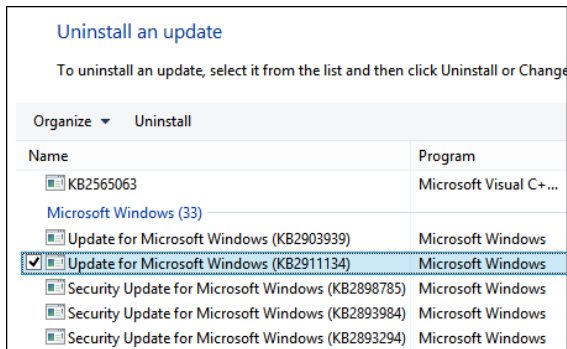 Uninstall an update
To uninstall an update, select it from the list and then click Uninstall or Change
Organize Uninstall
Name Program
KB2565063 Microsoft Visual C+...
Microsoft Windows (33)
Update for Microsoft Windows (KB2903939) Microsoft Windows
Update for Microsoft Windows (KB2911134) Microsoft Windows
Security Update for Microsoft Windows (KB2898785) Microsoft Windows
Security Update for Microsoft Windows (KB2893984) Microsoft Windows
Security Update for Microsoft Windows (KB2893294) Microsoft Windows